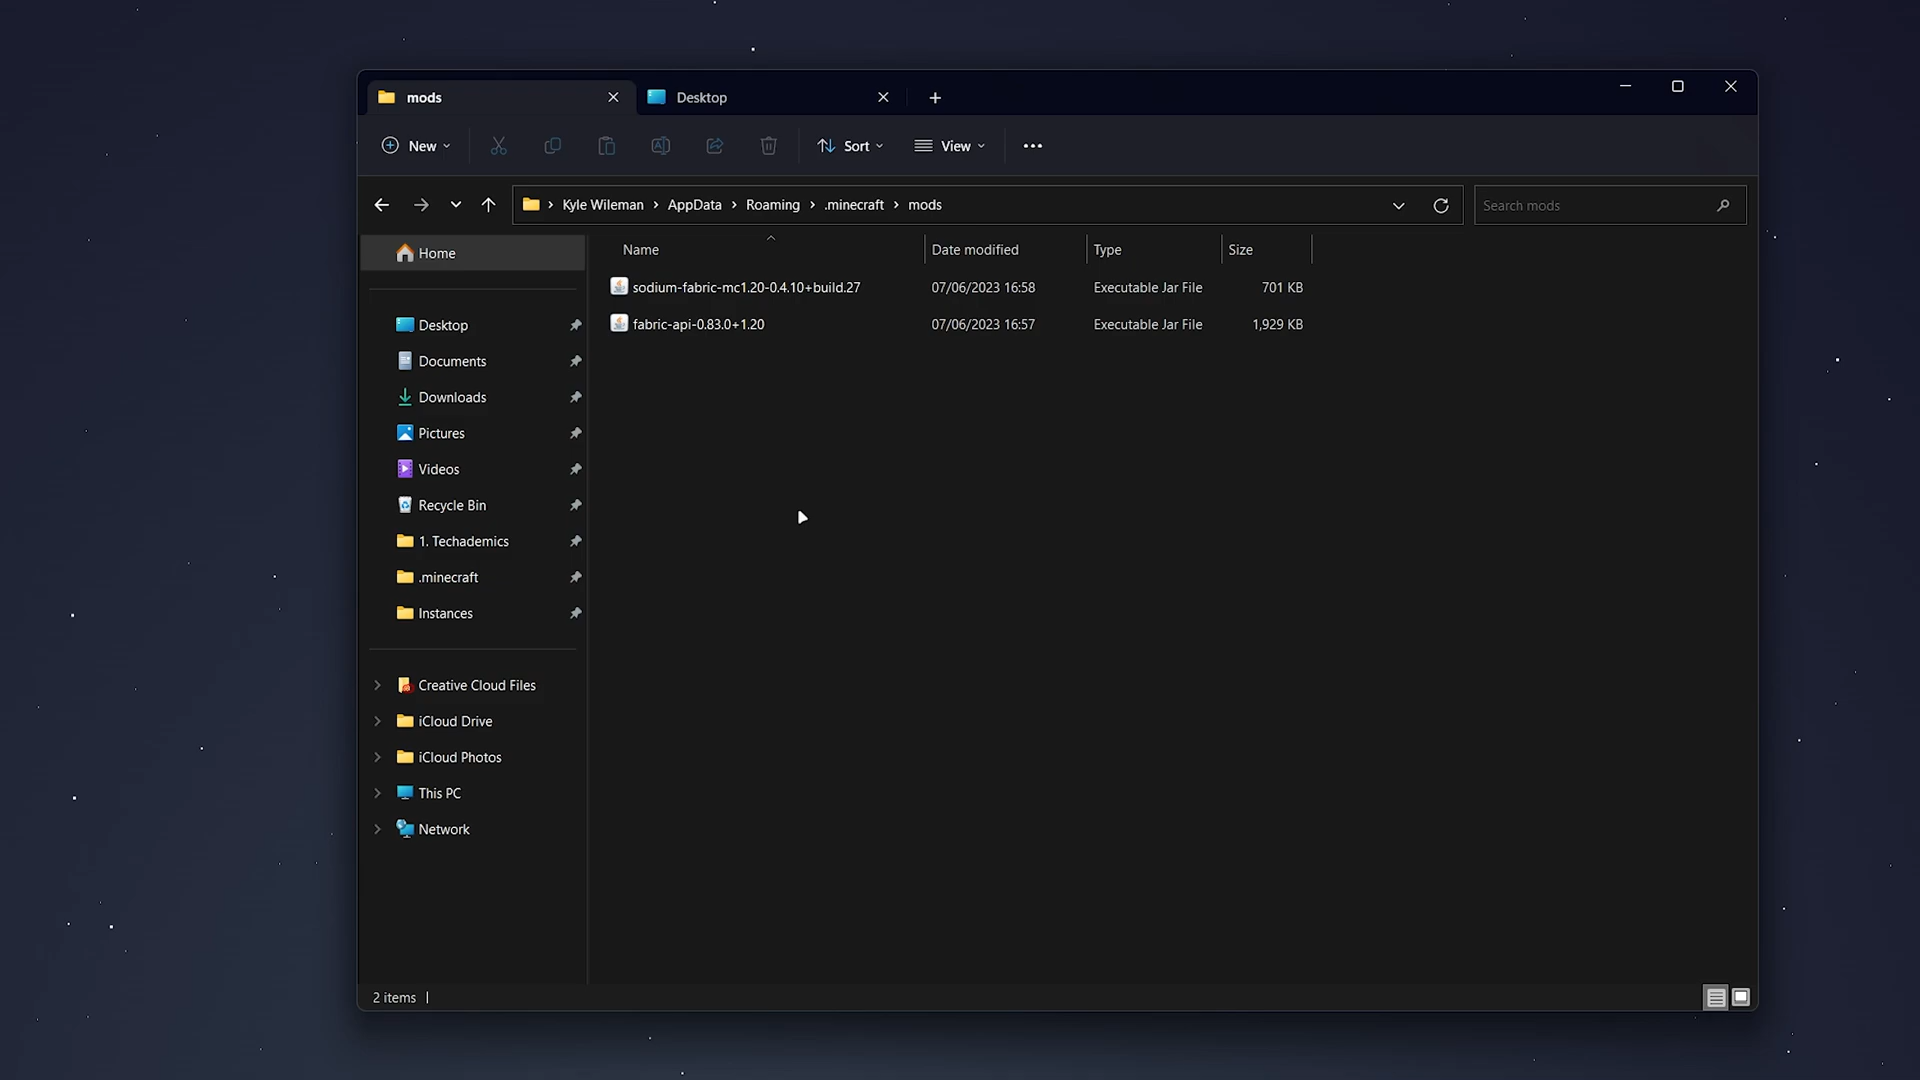 mods
Desktop
New
Sort
View
Kyle Wileman > AppData > Roaming > .minecraft > mods
Search mods
Name
Date modified
Type
Size
sodium-fabric-mc1.20-0.4.10+build.27
07/06/2023 16:58
Executable Jar File
701 KB
fabric-api-0.83.0+1.20
07/06/2023 16:57
Executable Jar File
1,929 KB
Home
Desktop
Documents
Downloads
Pictures
Videos
Recycle Bin
1. Techademics
.minecraft
Instances
Creative Cloud Files
iCloud Drive
iCloud Photos
This PC
Network
2 items